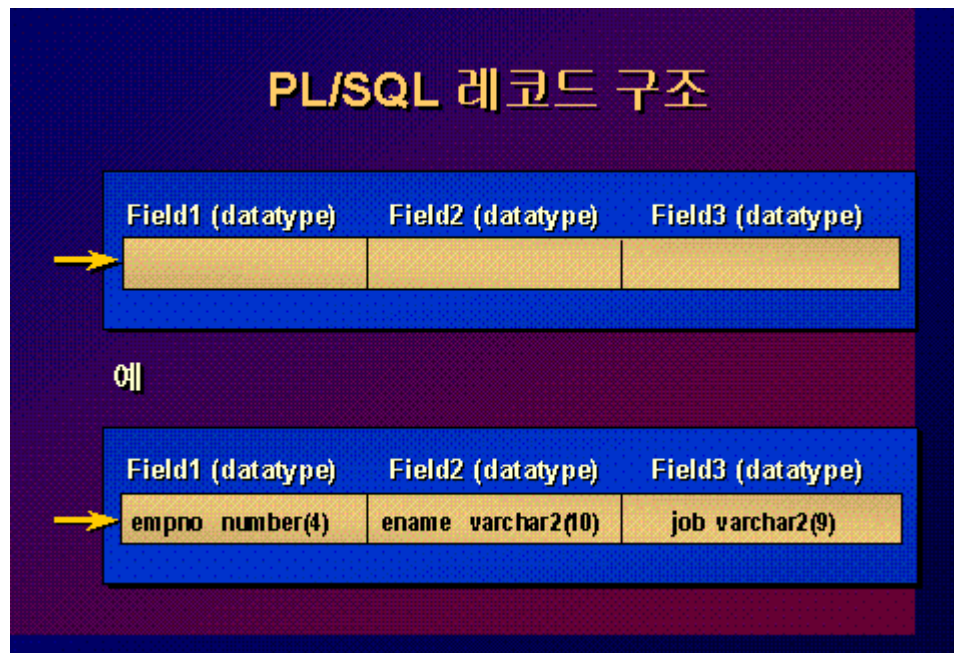 PL/SQL 레코드 구조
Field1 (datatype) Field2 (datatype) Field3 (datatype)
예
Field1 (datatype) Field2 (datatype) Field3 (datatype)
empno number(4) ename varchar2(10) job varchar2(9)